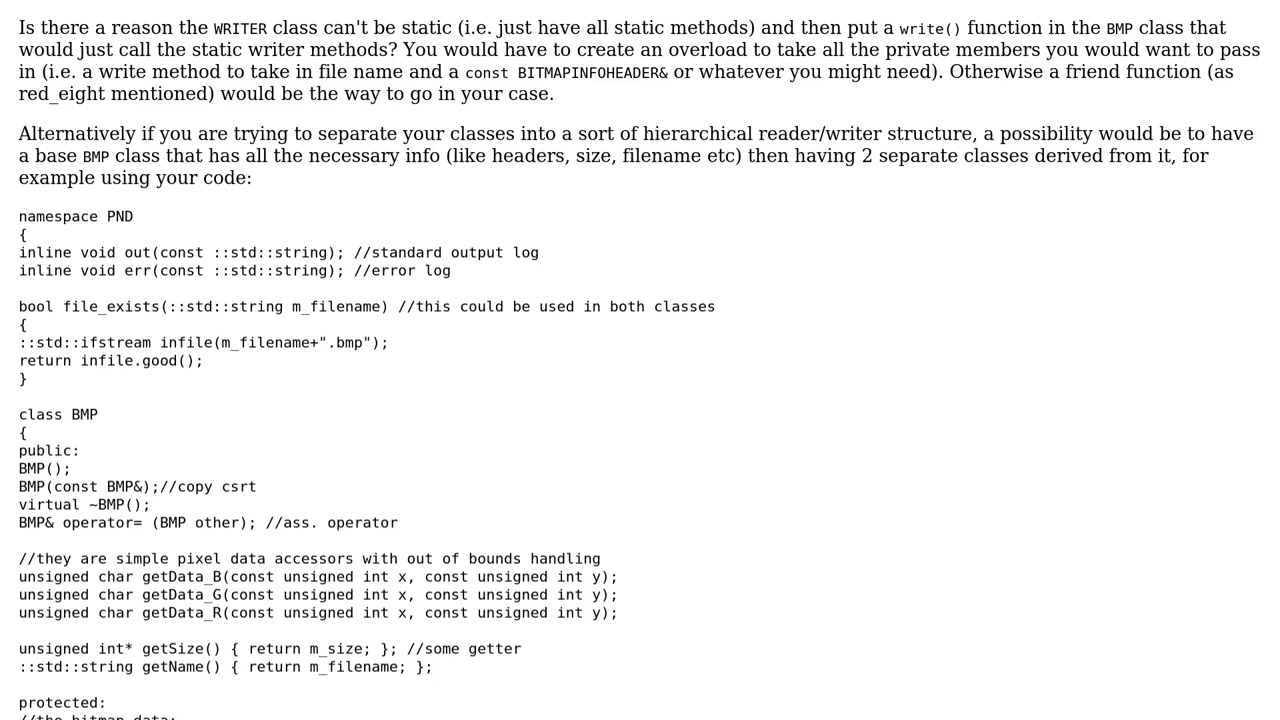 Is there a reason the WRITER class can't be static (i.e. just have all static methods) and then put a write() function in the BMP class that
would just call the static writer methods? You would have to create an overload to take all the private members you would want to pass
in (i.e. a write method to take in file name and a const BITMAPINFOHEADER& or whatever you might need). Otherwise a friend function (as
red_eight mentioned) would be the way to go in your case.
Alternatively if you are trying to separate your classes into a sort of hierarchical reader/writer structure, a possibility would be to have
a base BMP class that has all the necessary info (like headers, size, filename etc) then having 2 separate classes derived from it, for
example using your code:
namespace PND
{
inline void out(const ::std::string); //standard output log
inline void err(const ::std::string); //error log
bool file_exists(::std::string m_filename) //this could be used in both classes
{
::std::ifstream infile(m_filename+".bmp");
return infile.good();
}
class BMP
{
public:
BMP();
BMP(const BMP&);//copy csrt
virtual ~BMP();
BMP& operator= (BMP other); //ass. operator
//they are simple pixel data accessors with out of bounds handling
unsigned char getData_B(const unsigned int x, const unsigned int y);
unsigned char getData_G(const unsigned int x, const unsigned int y);
unsigned char getData_R(const unsigned int x, const unsigned int y);
unsigned int* getSize() { return m_size; }; //some getter
::std::string getName() { return m_filename; };
protected:
//the bitmap data: